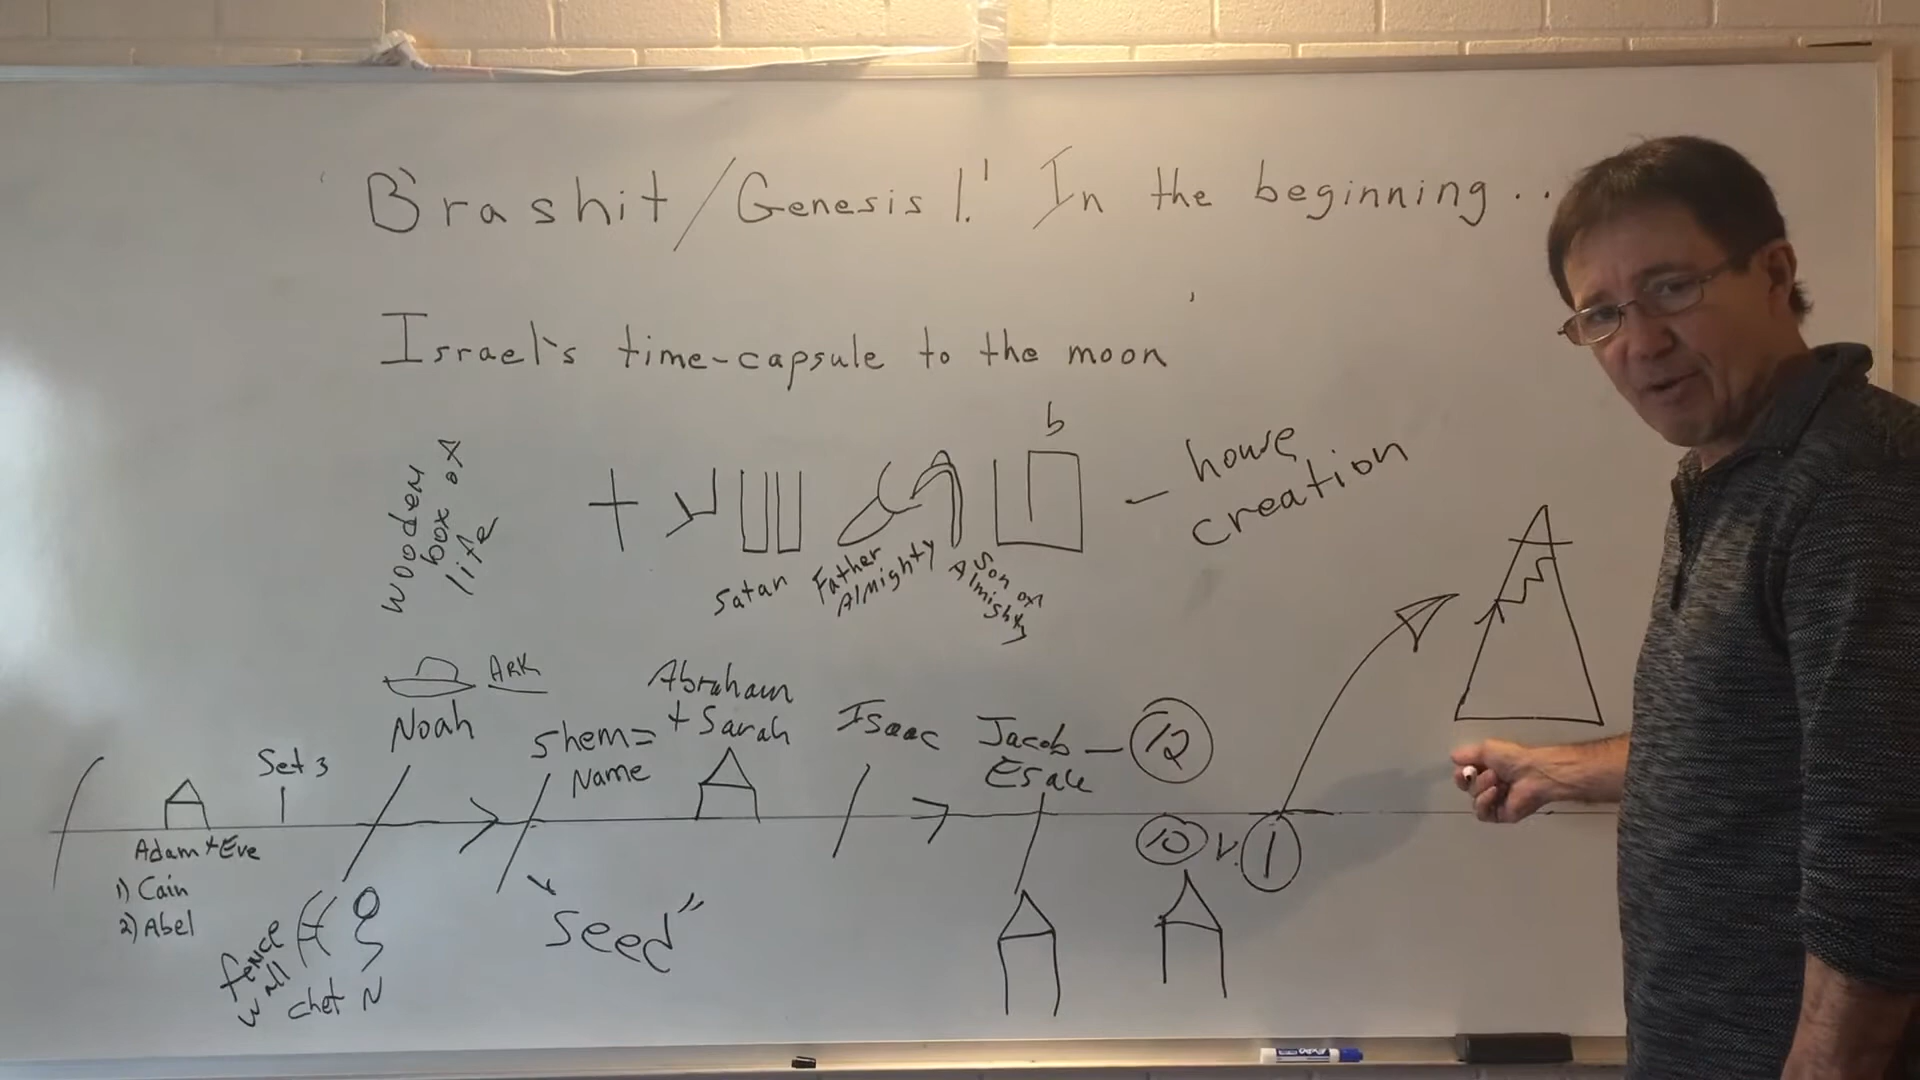 B'rashit / Genesis 1:1 In the beginning...
Israel's time-capsule to the moon
b
house
creation
wooden
box of
life
Satan
Father
Almighty
Son of
Almighty
ARK
Noah
Shem =
Name
Abraham
+ Sarah
Isaac
Jacob - 12
Esau
Set 3
Adam + Eve
1) Cain
2) Abel
10 v. 1
fence
wall
chet N
"Seed"
EXPO